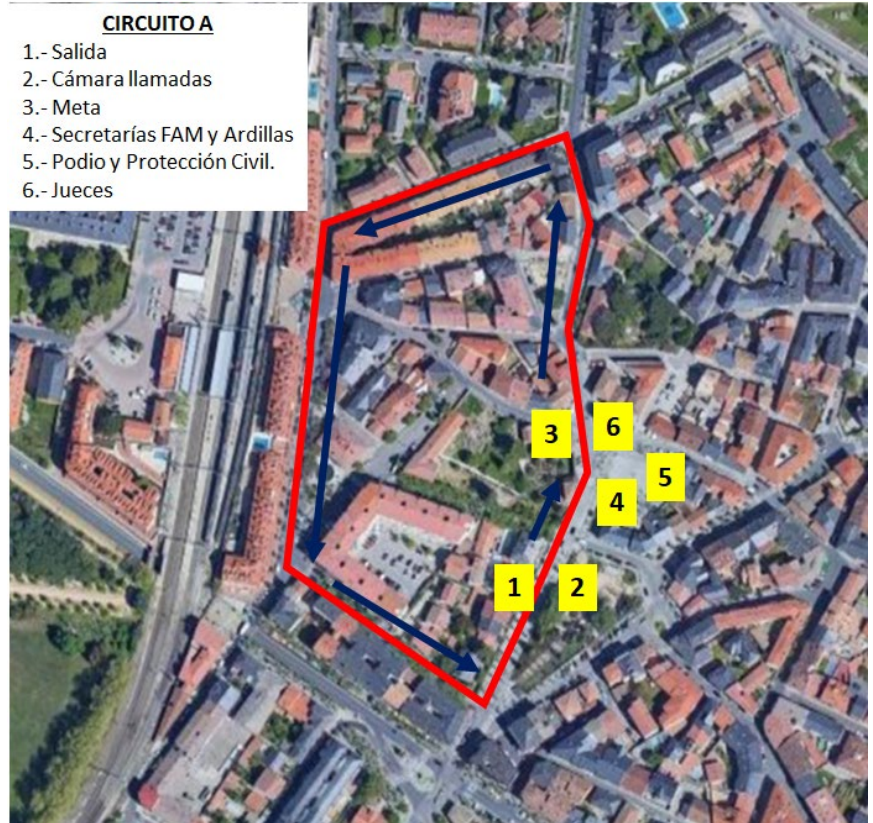 CIRCUITO A
1.- Salida
2.- Cámara llamadas
3.- Meta
4.- Secretarías FAM y Ardillas
5.- Podio y Protección Civil.
6.- Jueces
3
6
5
4
1
2